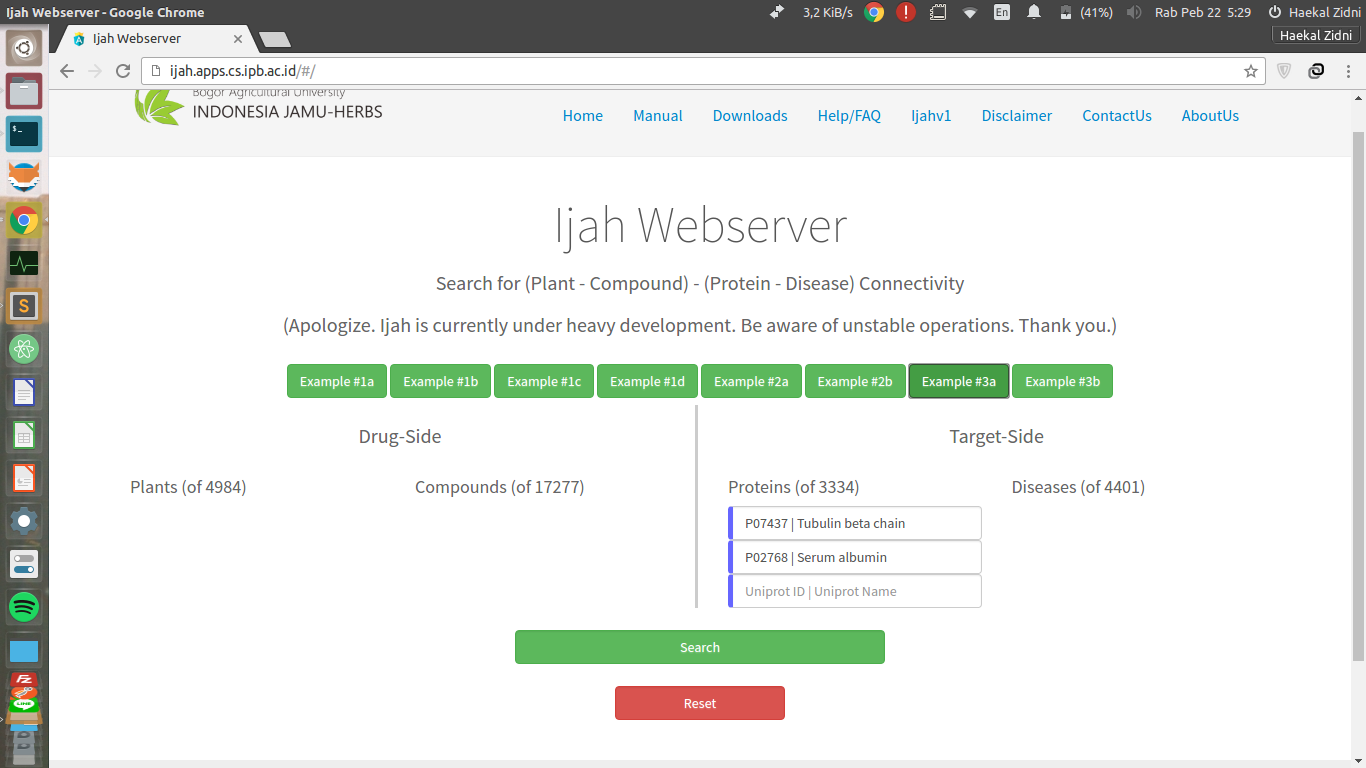 Ijah Webserver - Google Chrome
3,2 KiB/s
En
(41%)
Rab Peb 22 5:29
Haekal Zidni
Ijah Webserver
Haekal Zidni
ijah.apps.cs.ipb.ac.id/#/
Bogor Agricultural University
INDONESIA JAMU-HERBS
Home Manual Downloads Help/FAQ Ijahv1 Disclaimer ContactUs AboutUs
Ijah Webserver
Search for (Plant - Compound) - (Protein - Disease) Connectivity
(Apologize. Ijah is currently under heavy development. Be aware of unstable operations. Thank you.)
Example #1a Example #1b Example #1c Example #1d Example #2a Example #2b Example #3a Example #3b
Drug-Side Target-Side
Plants (of 4984) Compounds (of 17277) Proteins (of 3334) Diseases (of 4401)
P07437 | Tubulin beta chain
P02768 | Serum albumin
Uniprot ID | Uniprot Name
Search
Reset
S
FZ
LINE